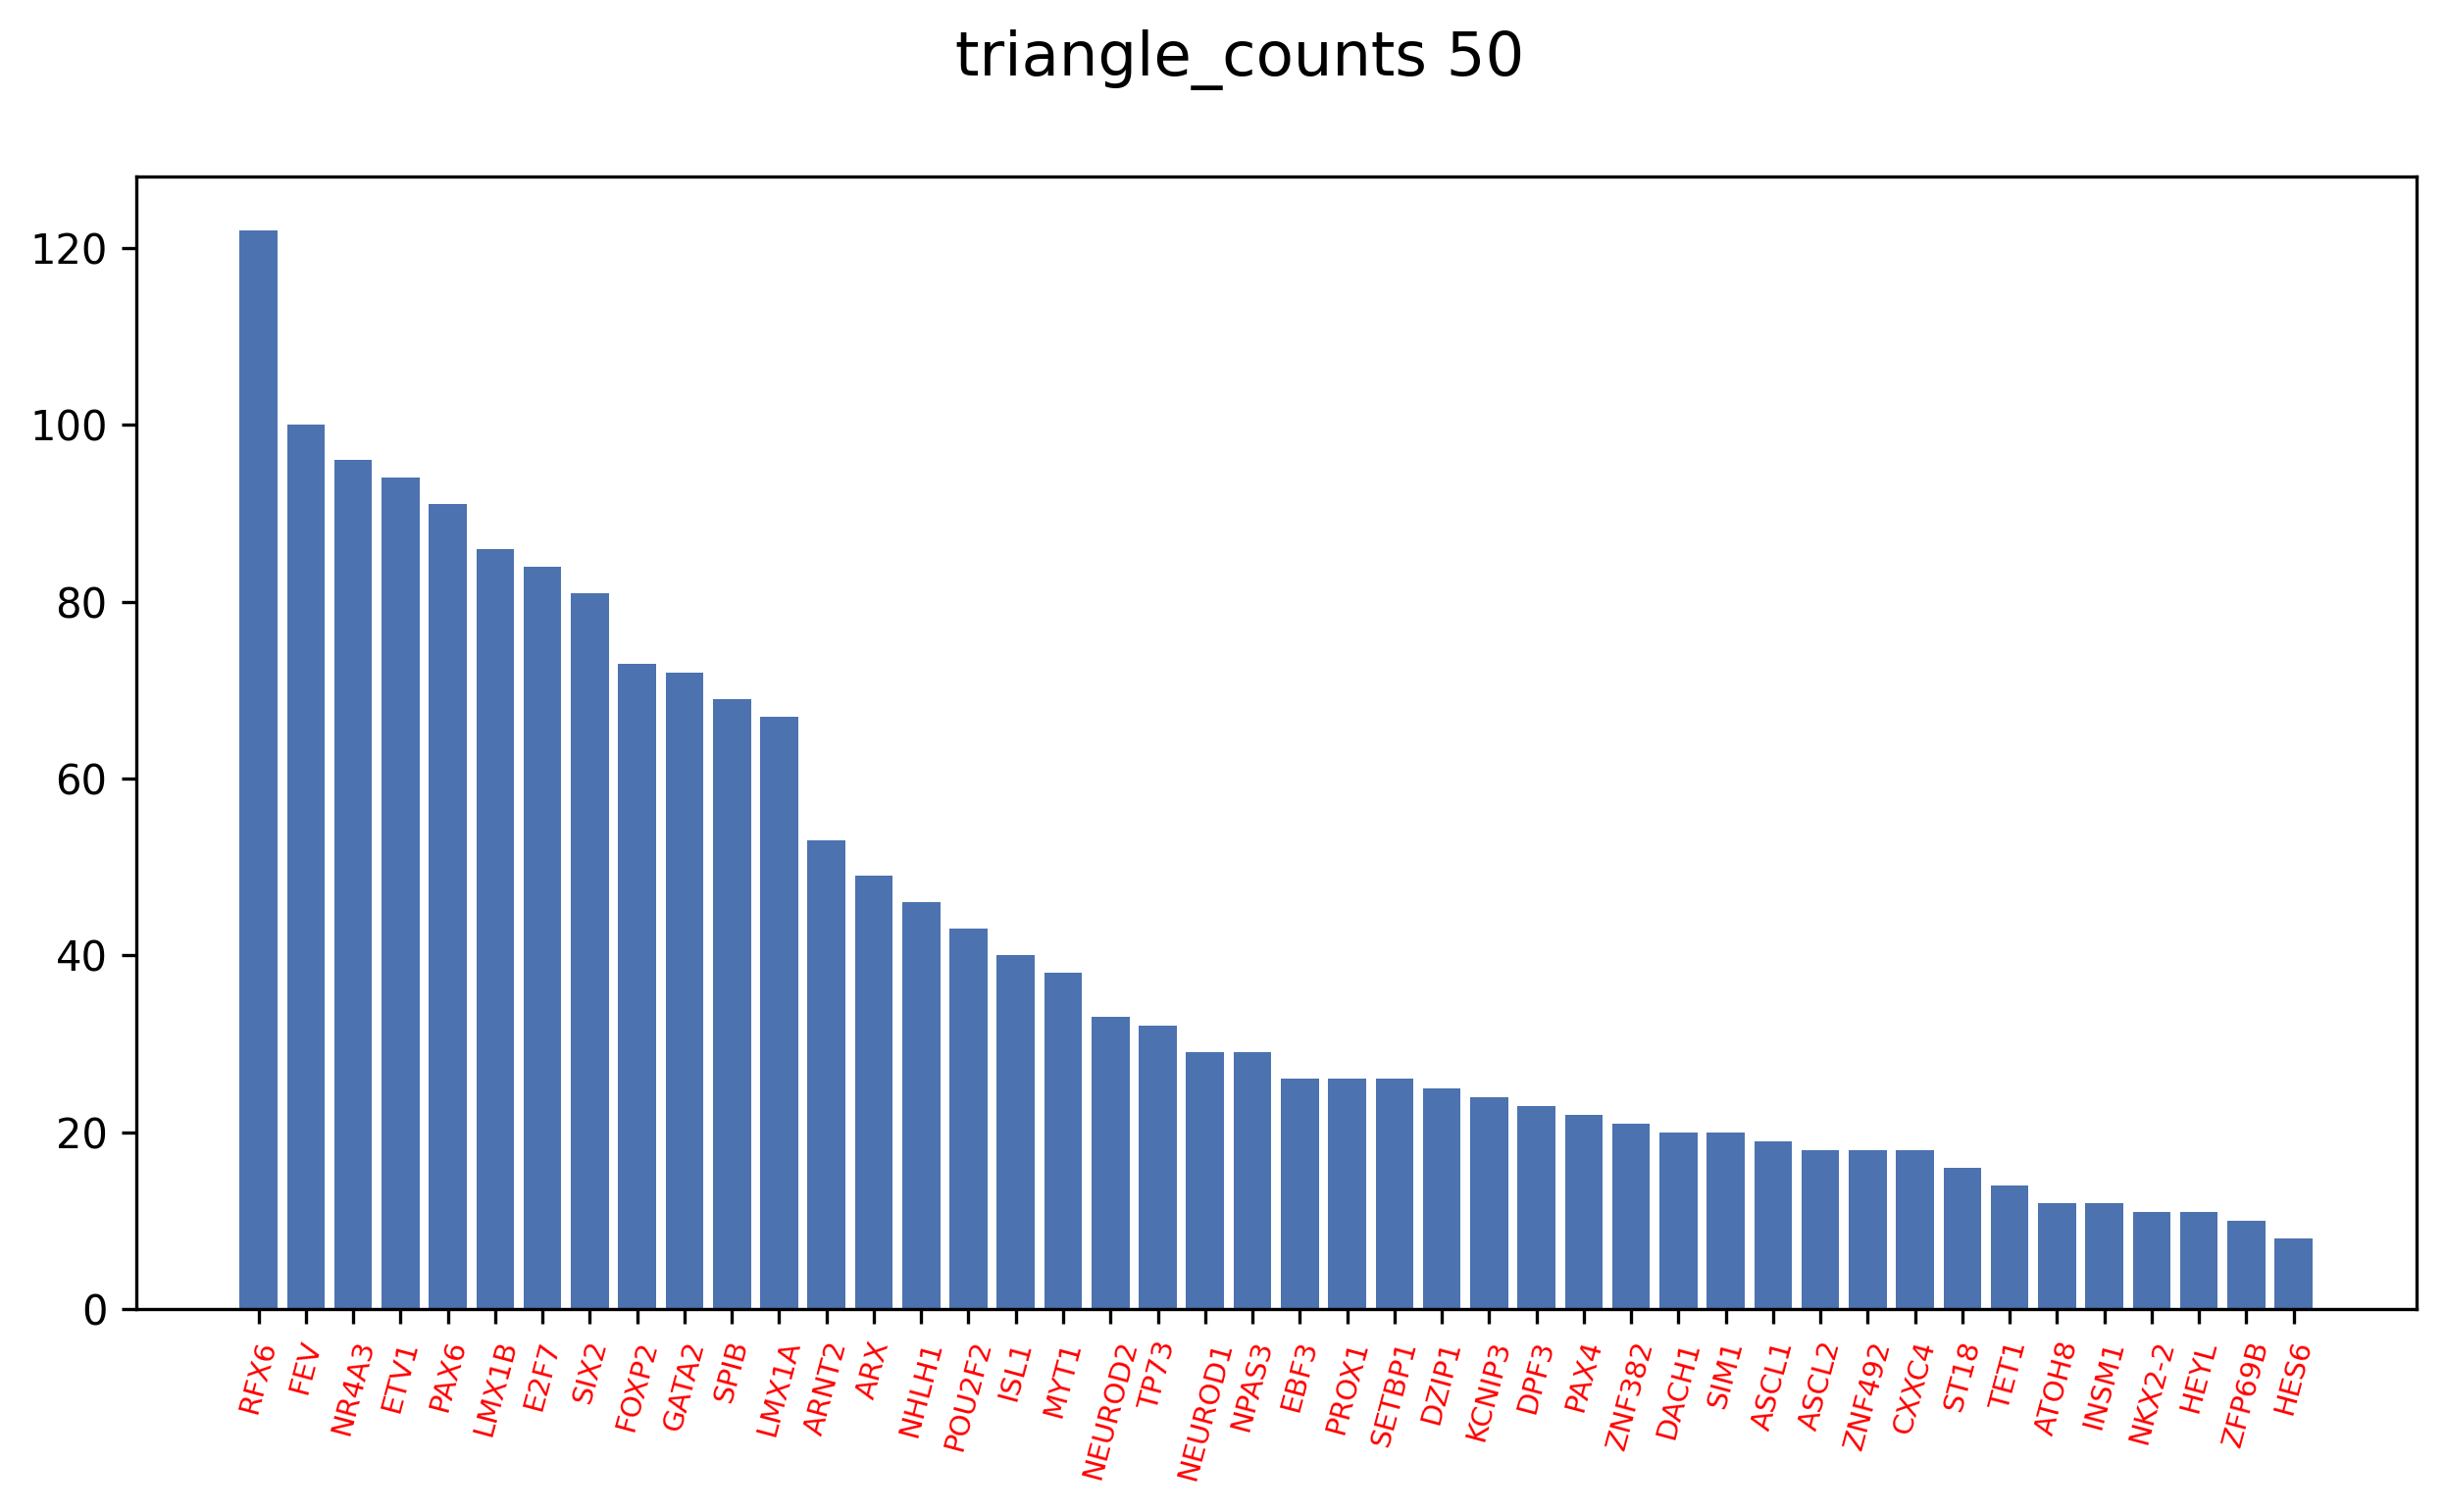 triangle_counts 50
120
100
80
60
40
20
0
RFX6
FEV
NR4A3
ETV1
PAX6
LMX1B
E2F7
SIX2
FOXP2
GATA2
SPIB
LMX1A
ARNT2
ARX
NHLH1
POU2F2
ISL1
MYT1
NEUROD2
TP73
NEUROD1
NPAS3
EBF3
PROX1
SETBP1
DZIP1
KCNIP3
DPF3
PAX4
ZNF382
DACH1
SIM1
ASCL1
ASCL2
ZNF492
CXXC4
ST18
TET1
ATOH8
INSM1
NKX2-2
HEYL
ZFP69B
HES6